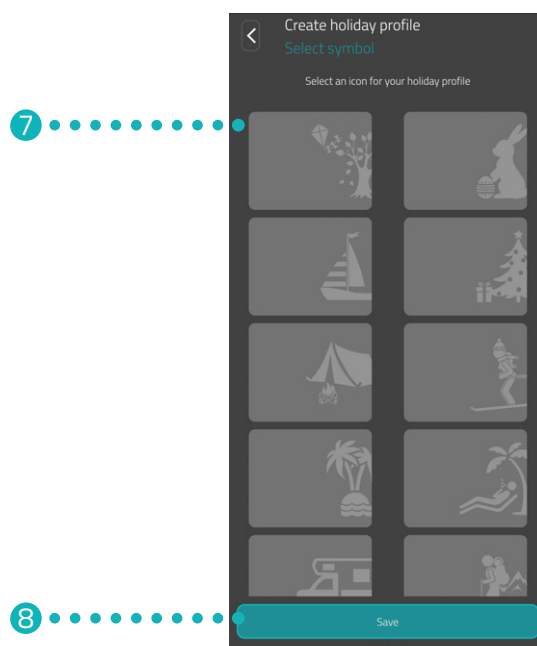 Create holiday profile
Select symbol
Select an icon for your holiday profile
7
8
Save